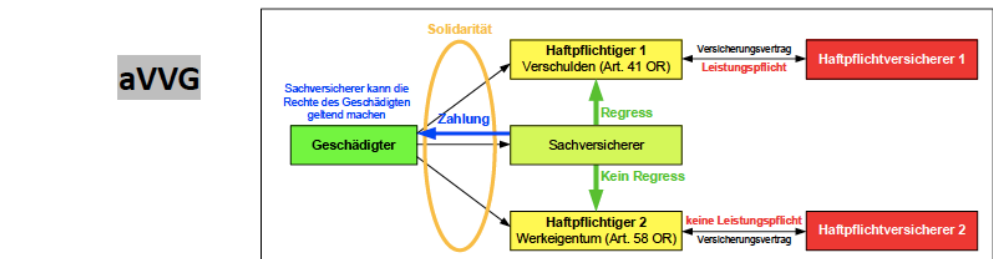 aVVG
Solidarität
Sachversicherer kann die
Rechte des Geschädigten
geltend machen
Geschädigter
Zahlung
Haftpflichtiger 1
Verschulden (Art. 41 OR)
Versicherungsvertrag
Leistungspflicht
Haftpflichtversicherer 1
Regress
Sachversicherer
Kein Regress
Haftpflichtiger 2
Werkeigentum (Art. 58 OR)
keine Leistungspflicht
Versicherungsvertrag
Haftpflichtversicherer 2